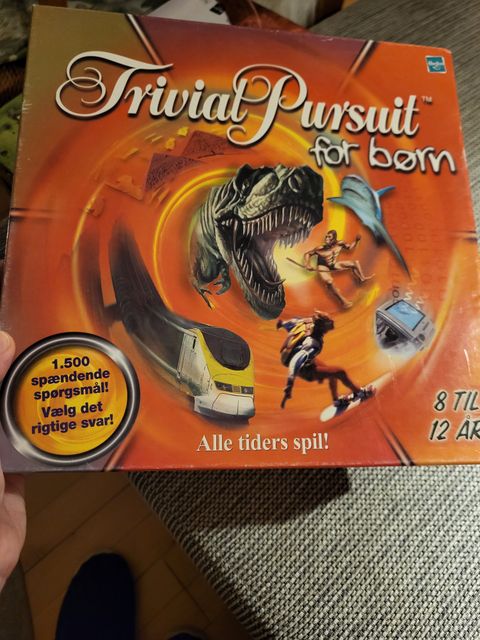 Trivial Pursuit™
for børn
1.500
spændende
spørgsmål!
Vælg det
rigtige svar!
8 TIL
12 ÅR
Alle tiders spil!